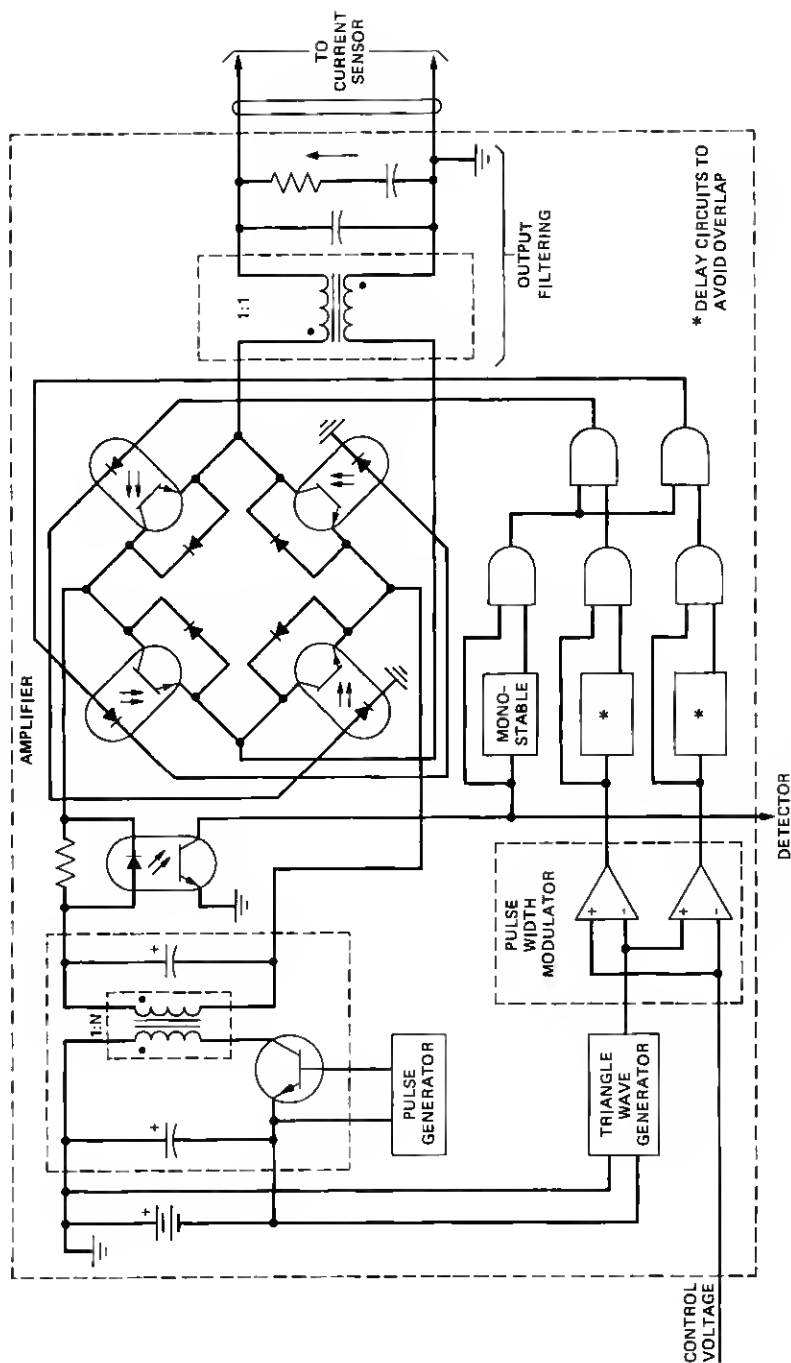 AMPLIFIER
1:N
+
+
+
PULSE
GENERATOR
TRIANGLE
WAVE
GENERATOR
CONTROL
VOLTAGE
PULSE
WIDTH
MODULATOR
+
-
+
-
DETECTOR
MONO-
STABLE
*
*
1:1
OUTPUT
FILTERING
TO
CURRENT
SENSOR
* DELAY CIRCUITS TO
AVOID OVERLAP